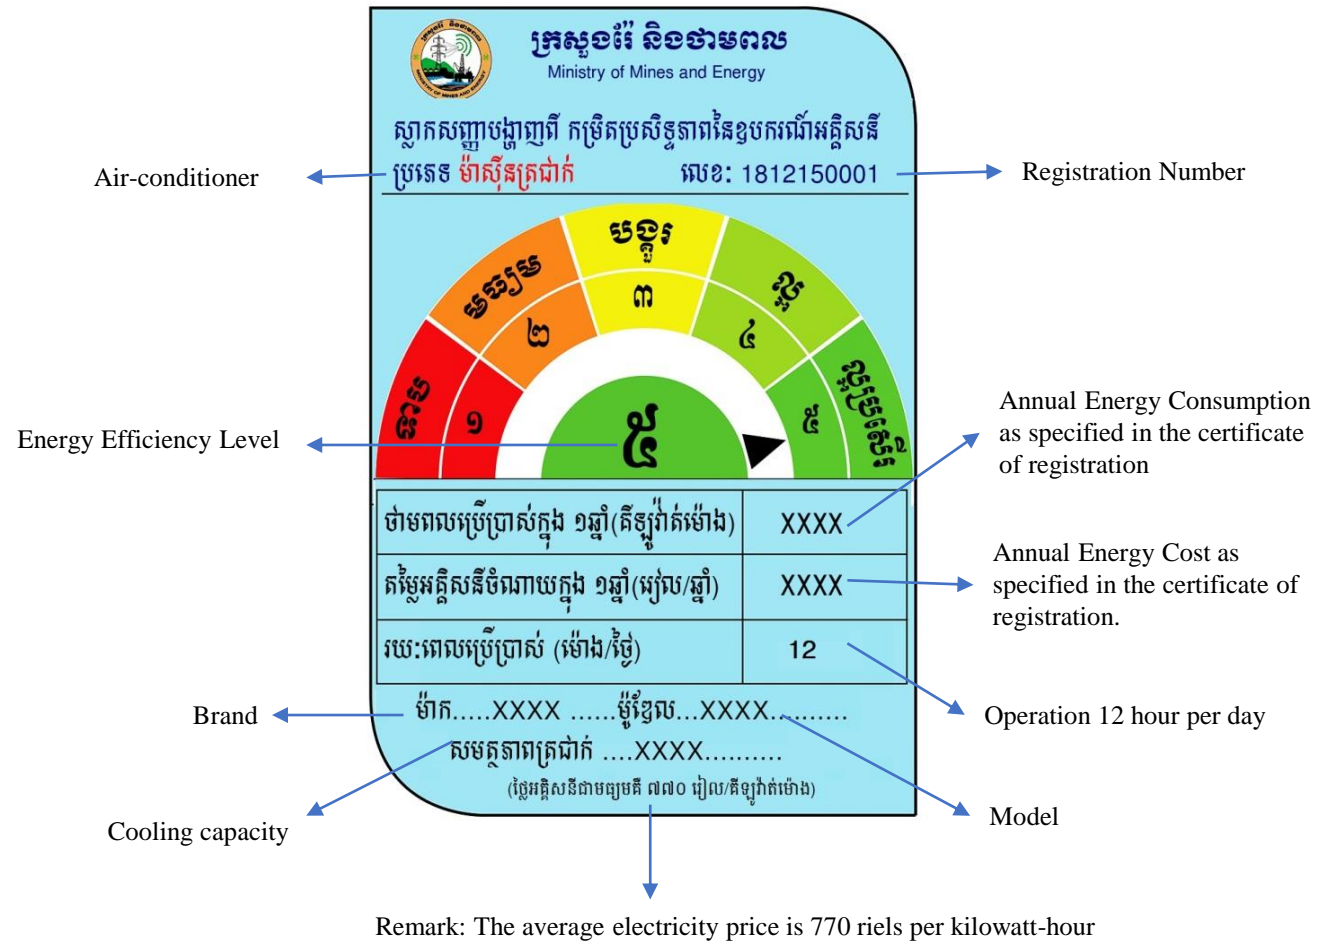 ក្រសួងរ៉ែ និងថាមពល
Ministry of Mines and Energy
ស្លាកសញ្ញាបង្ហាញពី កម្រិតប្រសិទ្ធភាពនៃឧបករណ៍អគ្គិសនី
ប្រភេទ ម៉ាស៊ីនត្រជាក់ លេខ: 1812150001
Air-conditioner
Registration Number
ទាប
មធ្យម
បង្គួរ
ល្អ
ល្អប្រសើរ
១
២
៣
៤
៥
៥
Energy Efficiency Level
Annual Energy Consumption
as specified in the certificate
of registration
ថាមពលប្រើប្រាស់ក្នុង ១ឆ្នាំ(គីឡូវ៉ាត់ម៉ោង) XXXX
Annual Energy Cost as
specified in the certificate of
registration.
តម្លៃអគ្គិសនីចំណាយក្នុង ១ឆ្នាំ(រៀល/ឆ្នាំ) XXXX
រយៈពេលប្រើប្រាស់ (ម៉ោង/ថ្ងៃ) 12
Brand
ម៉ាក.....XXXX ......ម៉ូឌែល...XXXX..........
Operation 12 hour per day
សមត្ថភាពត្រជាក់ ....XXXX..........
(ថ្លៃអគ្គិសនីជាមធ្យមគឺ ៧៧០ រៀល/គីឡូវ៉ាត់ម៉ោង)
Cooling capacity
Model
Remark: The average electricity price is 770 riels per kilowatt-hour